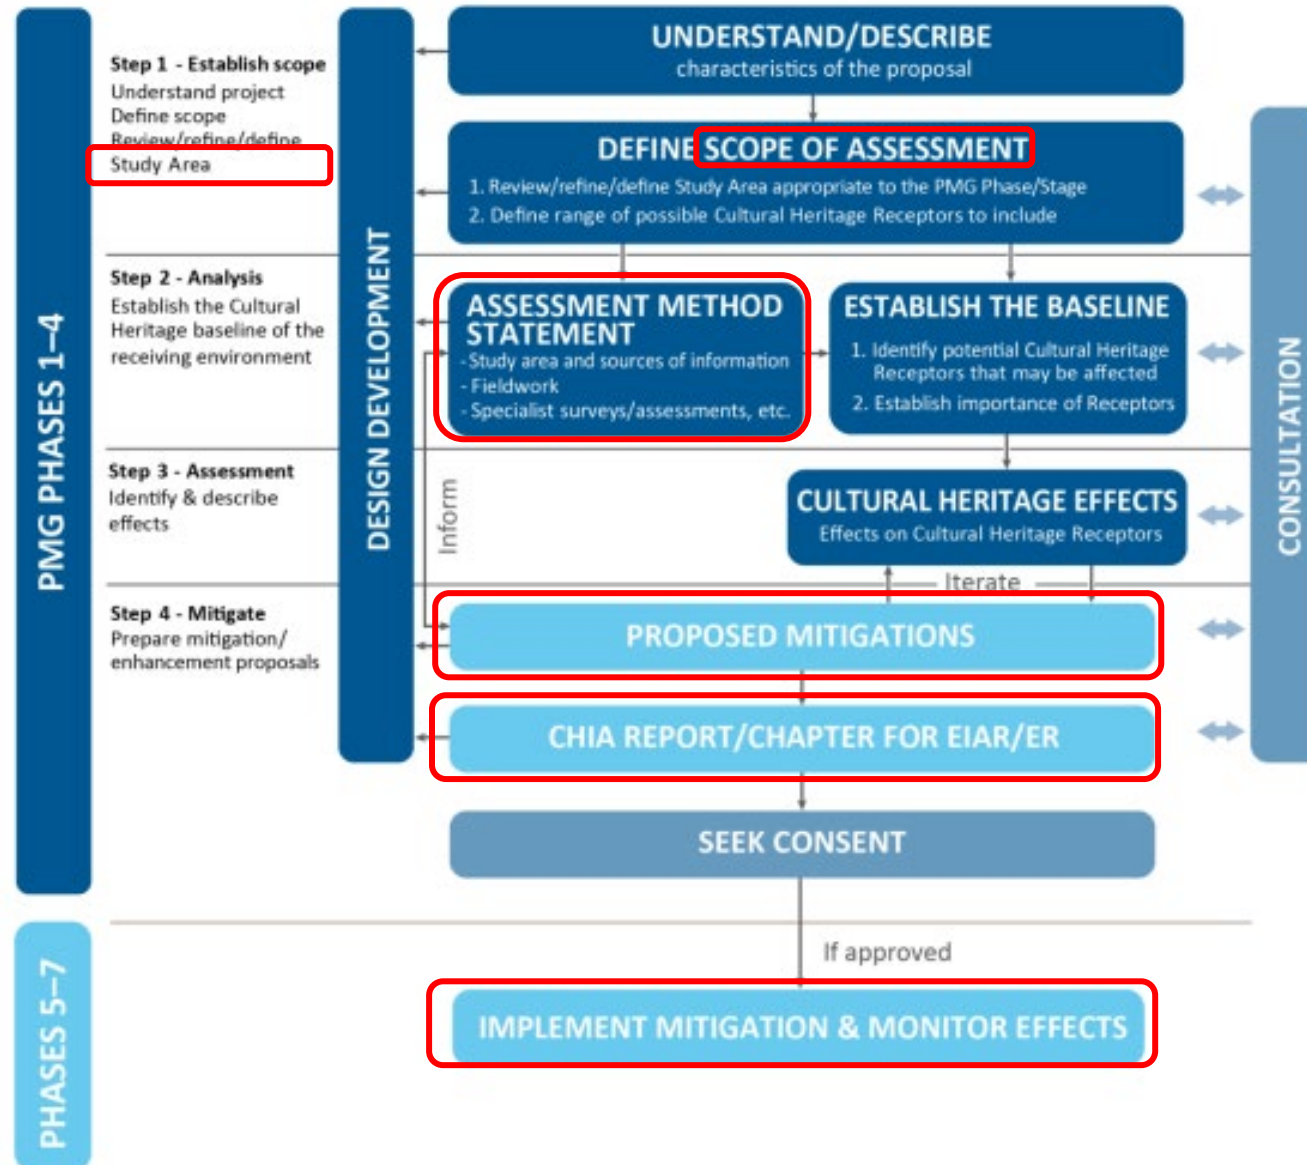 PMG PHASES 1–4
PHASES 5–7
Step 1 - Establish scope
Understand project
Define scope
Review/refine/define
Study Area
Step 2 - Analysis
Establish the Cultural
Heritage baseline of the
receiving environment
Step 3 - Assessment
Identify & describe
effects
Step 4 - Mitigate
Prepare mitigation/
enhancement proposals
DESIGN DEVELOPMENT
UNDERSTAND/DESCRIBE
characteristics of the proposal
DEFINE SCOPE OF ASSESSMENT
1. Review/refine/define Study Area appropriate to the PMG Phase/Stage
2. Define range of possible Cultural Heritage Receptors to include
ASSESSMENT METHOD
STATEMENT
- Study area and sources of information
- Fieldwork
- Specialist surveys/assessments, etc.
ESTABLISH THE BASELINE
1. Identify potential Cultural Heritage
Receptors that may be affected
2. Establish importance of Receptors
Inform
CULTURAL HERITAGE EFFECTS
Effects on Cultural Heritage Receptors
Iterate
PROPOSED MITIGATIONS
CHIA REPORT/CHAPTER FOR EIAR/ER
SEEK CONSENT
If approved
IMPLEMENT MITIGATION & MONITOR EFFECTS
CONSULTATION